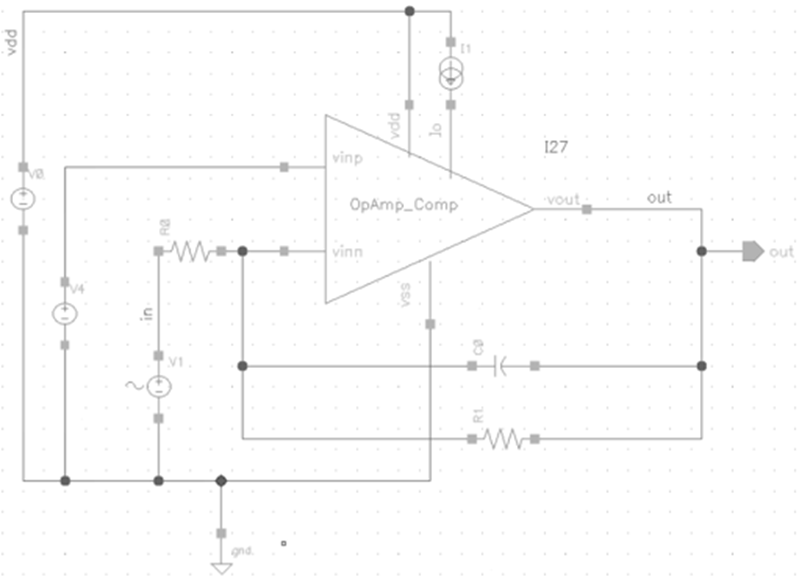 vdd
I1
vdd
Io
I27
V0
vinp
OpAmp_Comp
vout
out
R0
vinn
out
V4
in
vss
V1
C0
R1
gnd.